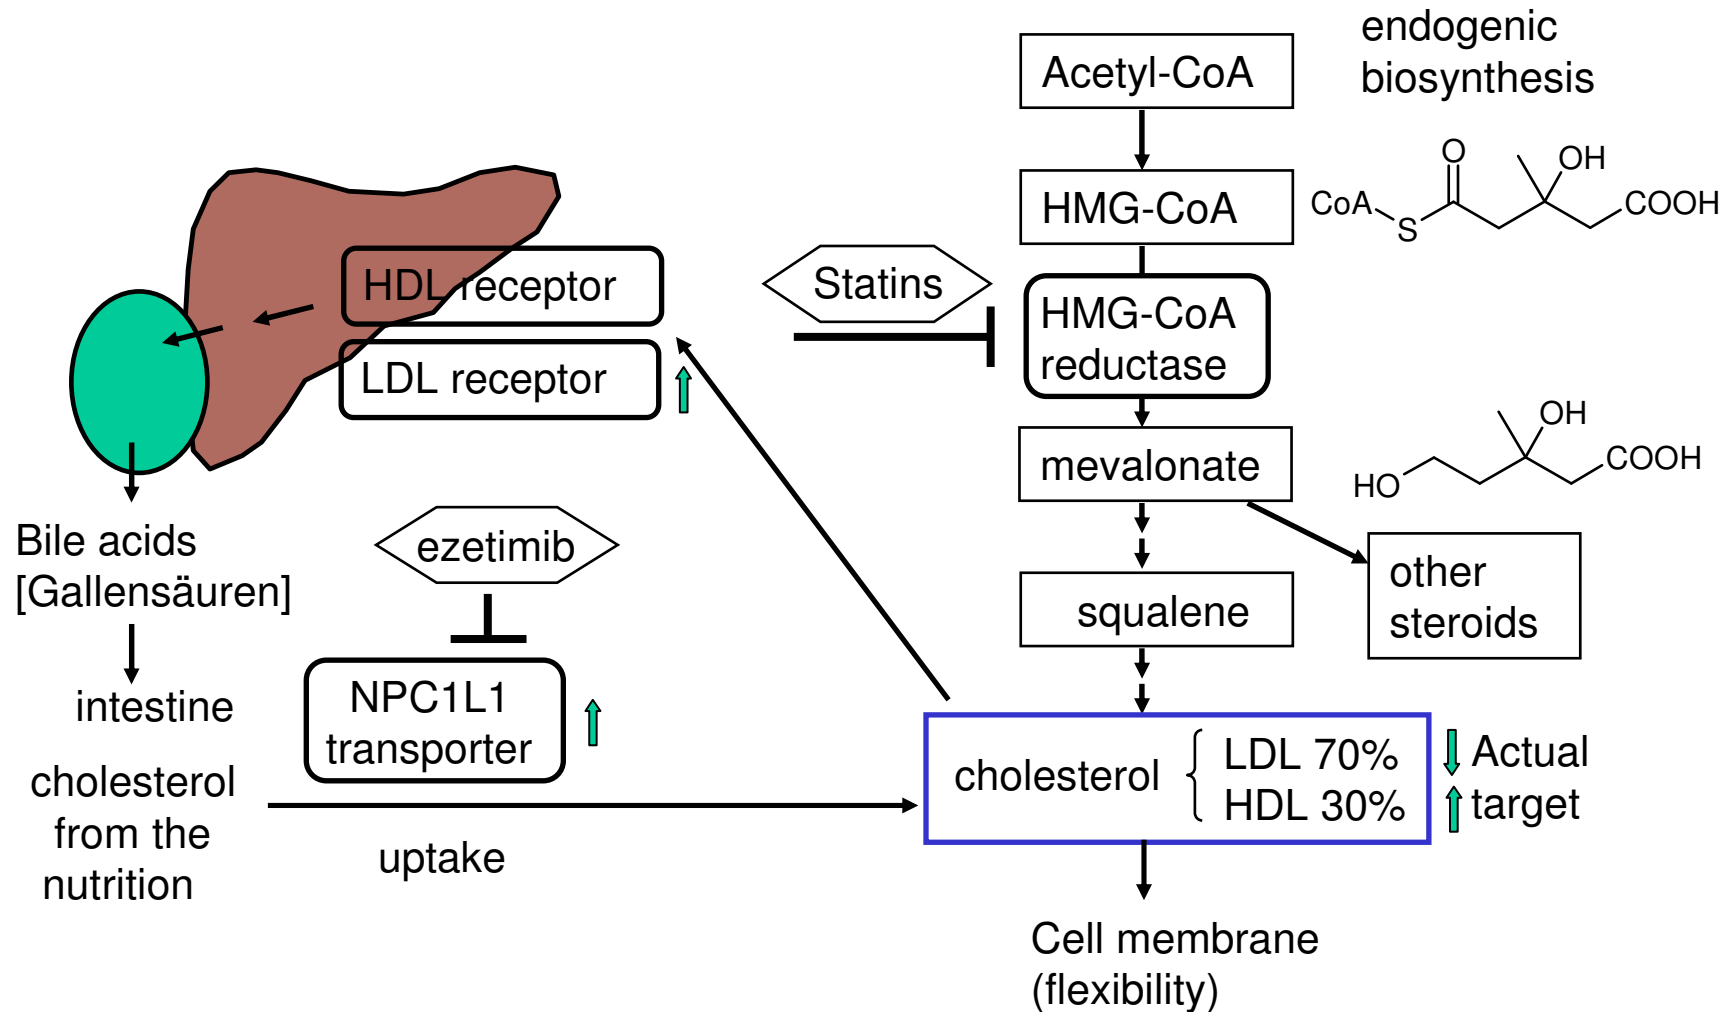 endogenic
biosynthesis
Acetyl-CoA
HMG-CoA
O
OH
CoA
S
COOH
HDL receptor
Statins
HMG-CoA
reductase
LDL receptor
mevalonate
OH
COOH
HO
Bile acids
[Gallensäuren]
ezetimib
other
steroids
squalene
intestine
NPC1L1
transporter
cholesterol
from the
nutrition
uptake
cholesterol
LDL 70%
HDL 30%
Actual
target
Cell membrane
(flexibility)